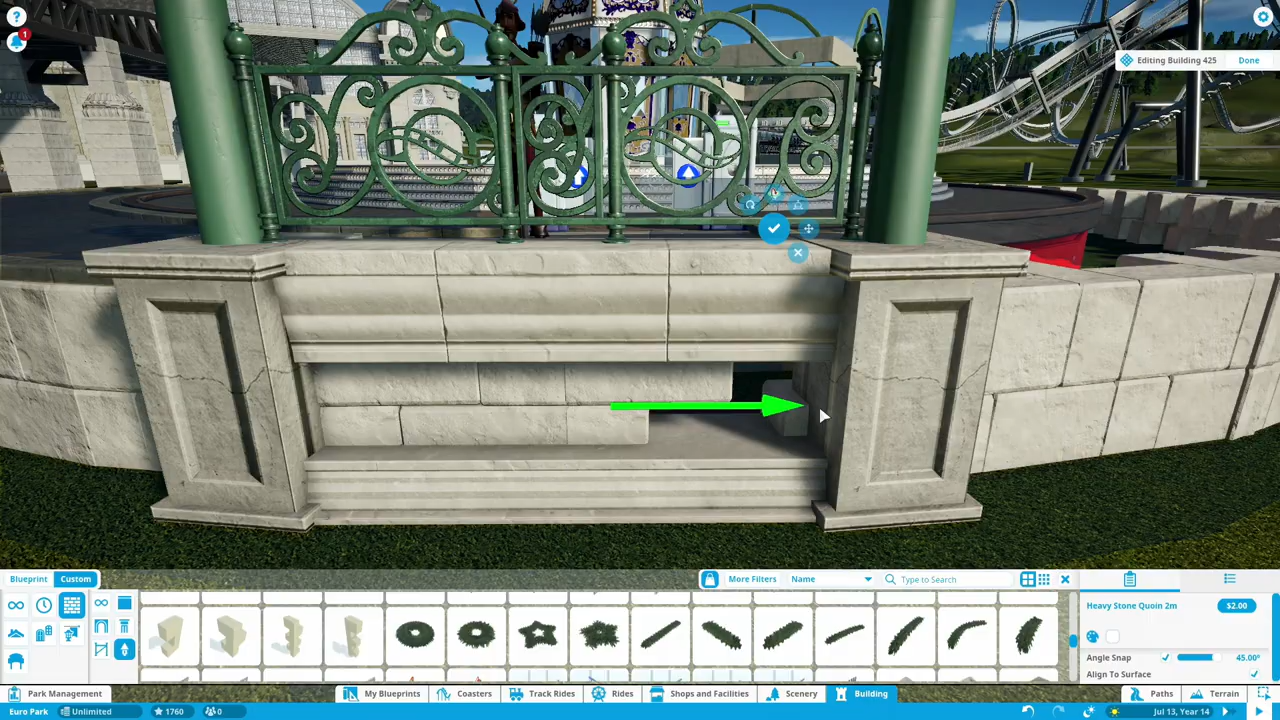 ?
1
Editing Building 425 Done
Blueprint Custom
More Filters Name Type to Search
Heavy Stone Quoin 2m $2.00
Angle Snap 45.00°
Align To Surface
Park Management My Blueprints Coasters Track Rides Rides Shops and Facilities Scenery Building Paths Terrain
Euro Park Unlimited 1760 0 Jul 13, Year 14